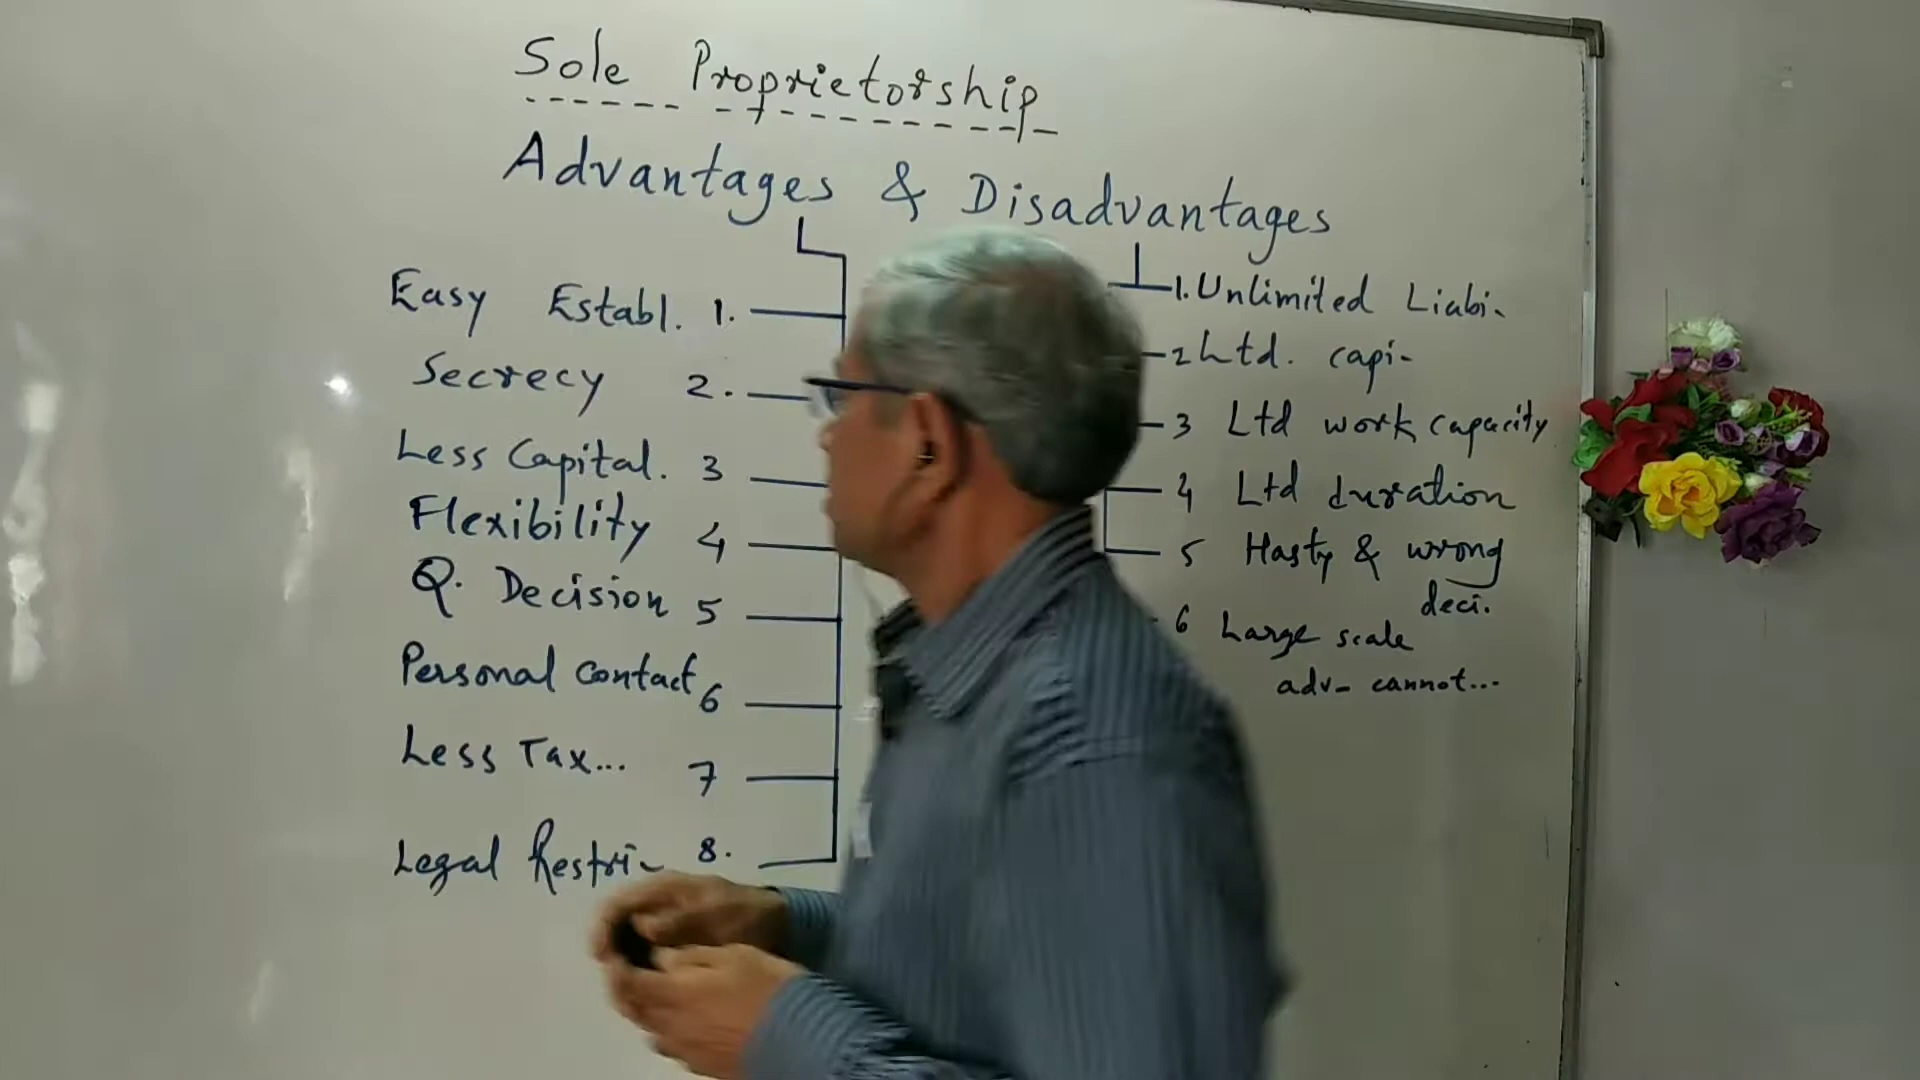 Sole Proprietorship
Advantages & Disadvantages
Easy Establ. 1.
Secrecy 2.
Less Capital. 3
Flexibility 4
Q. Decision 5
Personal Contact 6
Less Tax... 7
Legal Restri- 8.
1. Unlimited Liabi-
2 Ltd. capi-
3 Ltd work capacity
4 Ltd duration
5 Hasty & wrong
deci.
6 Large scale
adv- cannot...